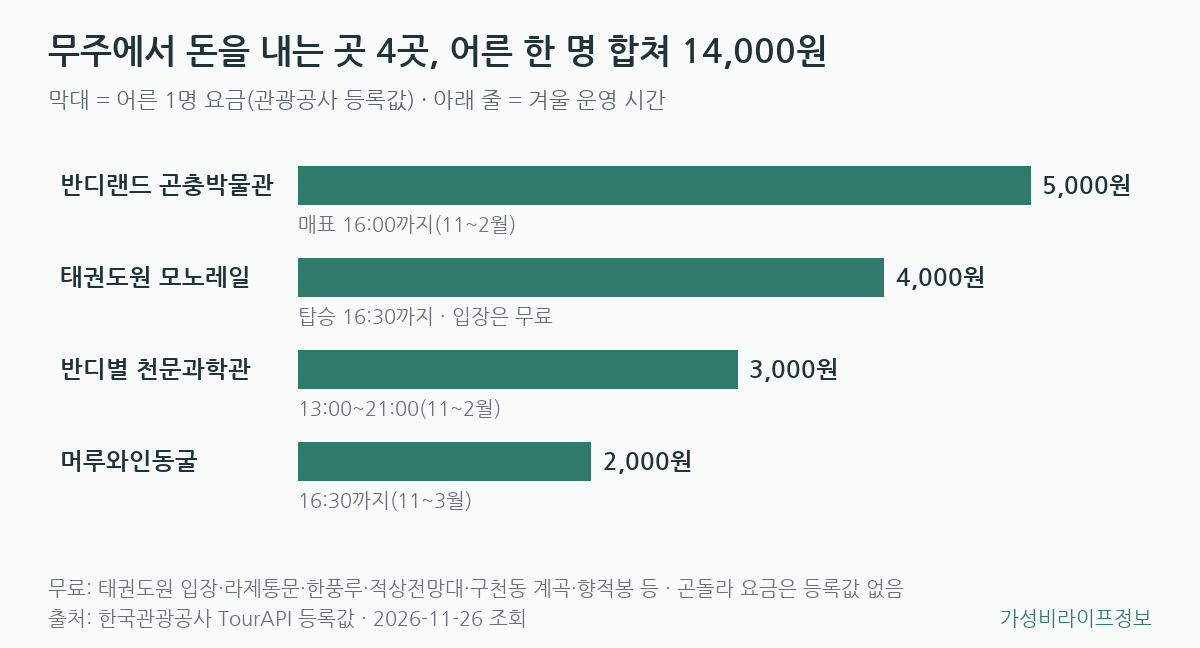 무주에서 돈을 내는 곳 4곳, 어른 한 명 합쳐 14,000원
막대 = 어른 1명 요금(관광공사 등록값) · 아래 줄 = 겨울 운영 시간
반디랜드 곤충박물관 5,000원
매표 16:00까지(11~2월)
태권도원 모노레일 4,000원
탑승 16:30까지 · 입장은 무료
반디별 천문과학관 3,000원
13:00~21:00(11~2월)
머루와인동굴 2,000원
16:30까지(11~3월)
무료: 태권도원 입장·라제통문·한풍루·적상전망대·구천동 계곡·향적봉 등 · 곤돌라 요금은 등록값 없음
출처: 한국관광공사 TourAPI 등록값 · 2026-11-26 조회
가성비라이프정보